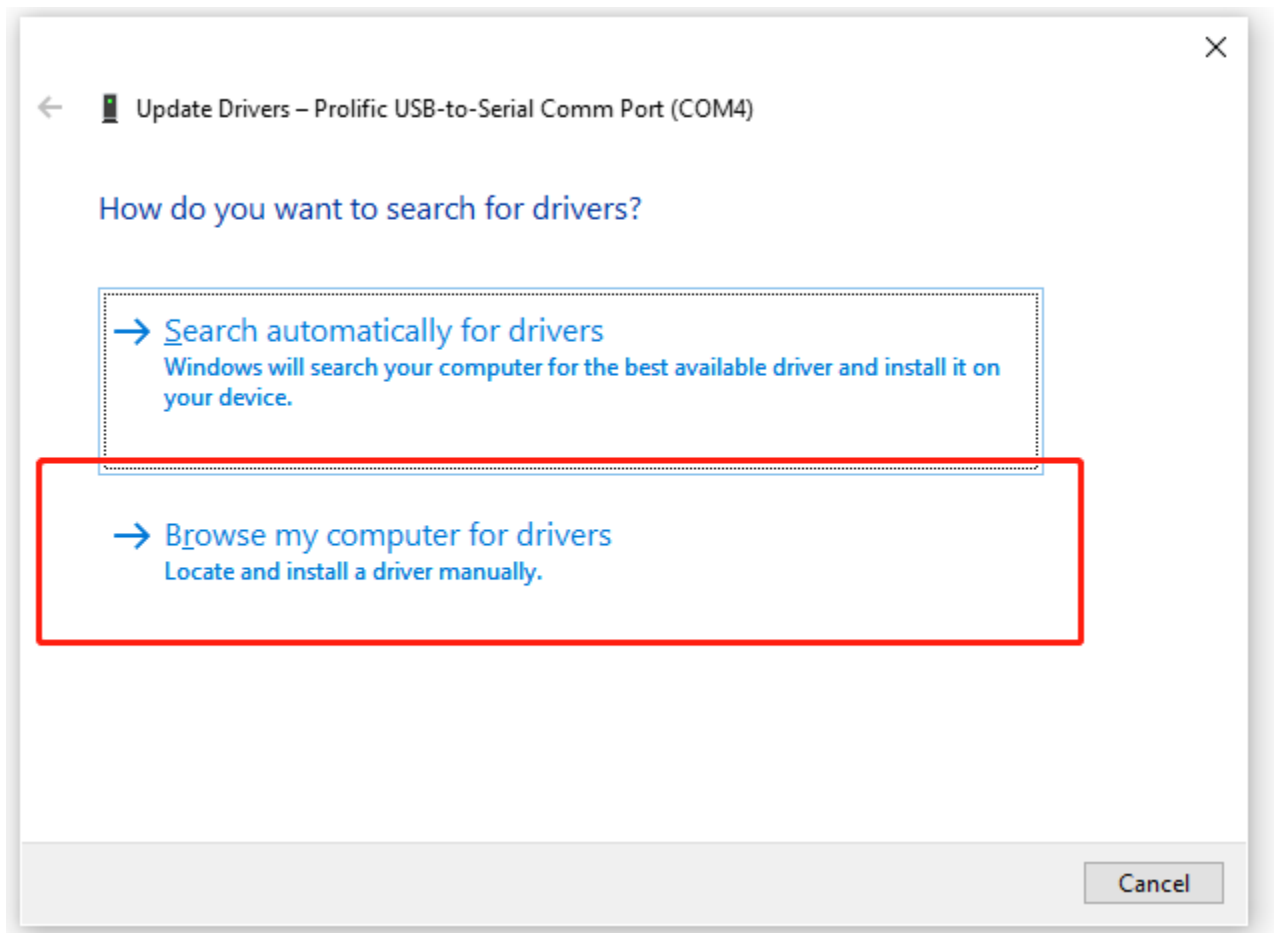 Update Drivers – Prolific USB-to-Serial Comm Port (COM4)
How do you want to search for drivers?
Search automatically for drivers
Windows will search your computer for the best available driver and install it on
your device.
Browse my computer for drivers
Locate and install a driver manually.
Cancel